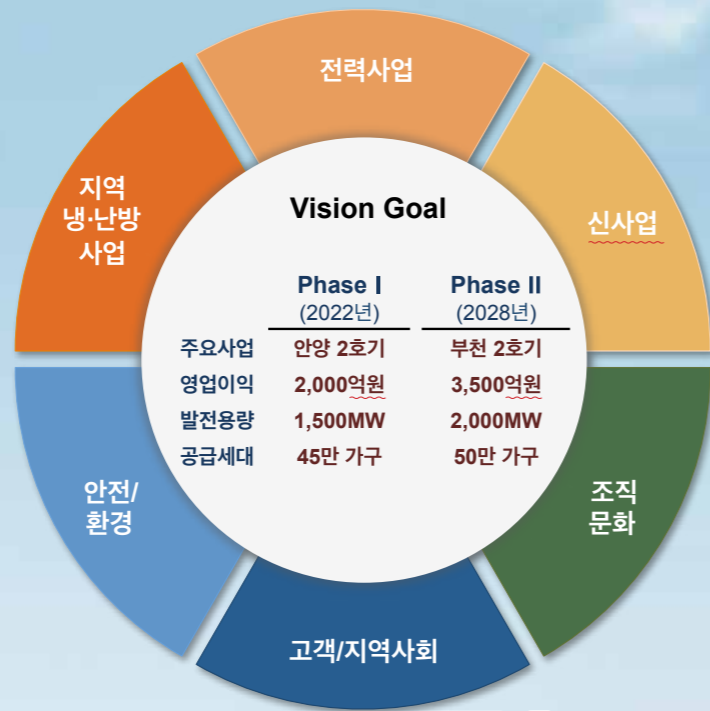 전력사업
지역
냉·난방
사업
신사업
Vision Goal
Phase I Phase II
(2022년) (2028년)
주요사업 안양 2호기 부천 2호기
영업이익 2,000억원 3,500억원
발전용량 1,500MW 2,000MW
공급세대 45만 가구 50만 가구
안전/
환경
조직
문화
고객/지역사회